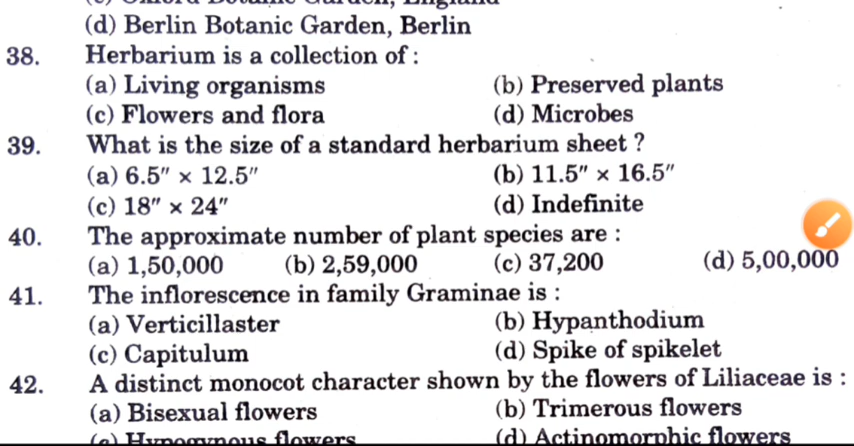 (d) Berlin Botanic Garden, Berlin
38. Herbarium is a collection of :
(a) Living organisms (b) Preserved plants
(c) Flowers and flora (d) Microbes
39. What is the size of a standard herbarium sheet ?
(a) 6.5″ × 12.5″ (b) 11.5″ × 16.5″
(c) 18″ × 24″ (d) Indefinite
40. The approximate number of plant species are :
(a) 1,50,000 (b) 2,59,000 (c) 37,200 (d) 5,00,000
41. The inflorescence in family Graminae is :
(a) Verticillaster (b) Hypanthodium
(c) Capitulum (d) Spike of spikelet
42. A distinct monocot character shown by the flowers of Liliaceae is :
(a) Bisexual flowers (b) Trimerous flowers
(c) Hypogynous flowers (d) Actinomorphic flowers